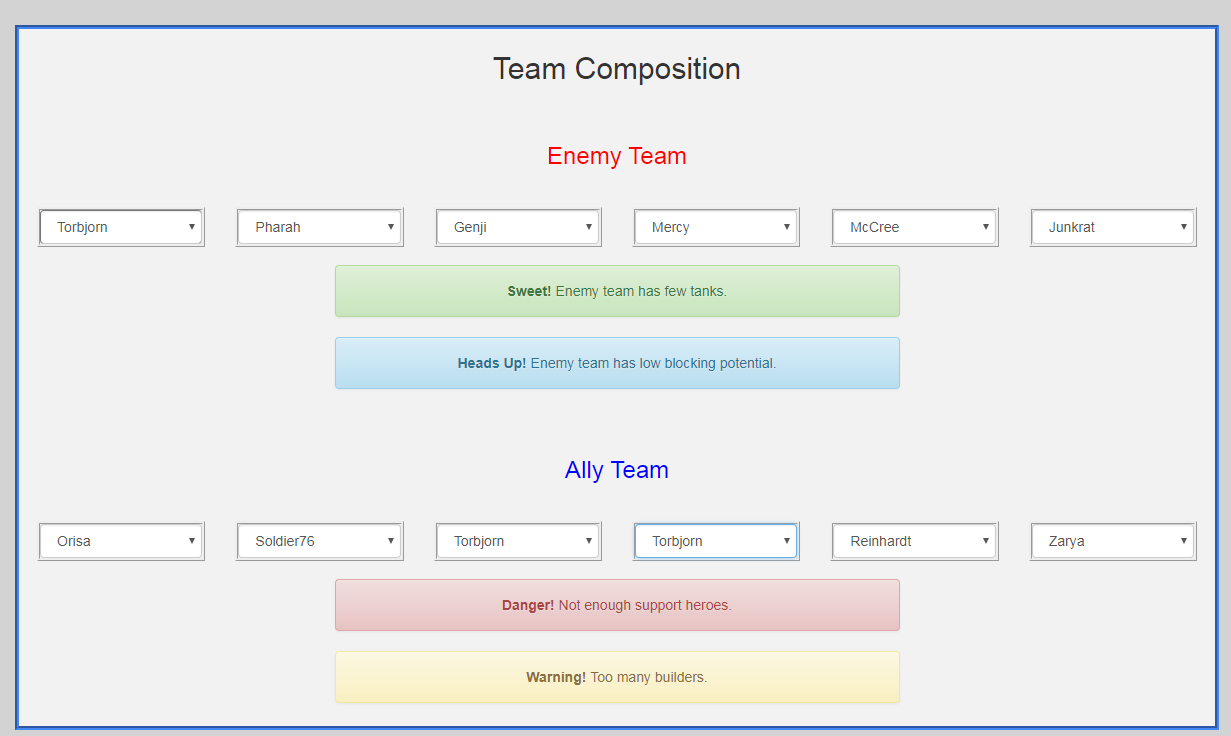 Team Composition
Enemy Team
Torbjorn Pharah Genji Mercy McCree Junkrat
Sweet! Enemy team has few tanks.
Heads Up! Enemy team has low blocking potential.
Ally Team
Orisa Soldier76 Torbjorn Torbjorn Reinhardt Zarya
Danger! Not enough support heroes.
Warning! Too many builders.